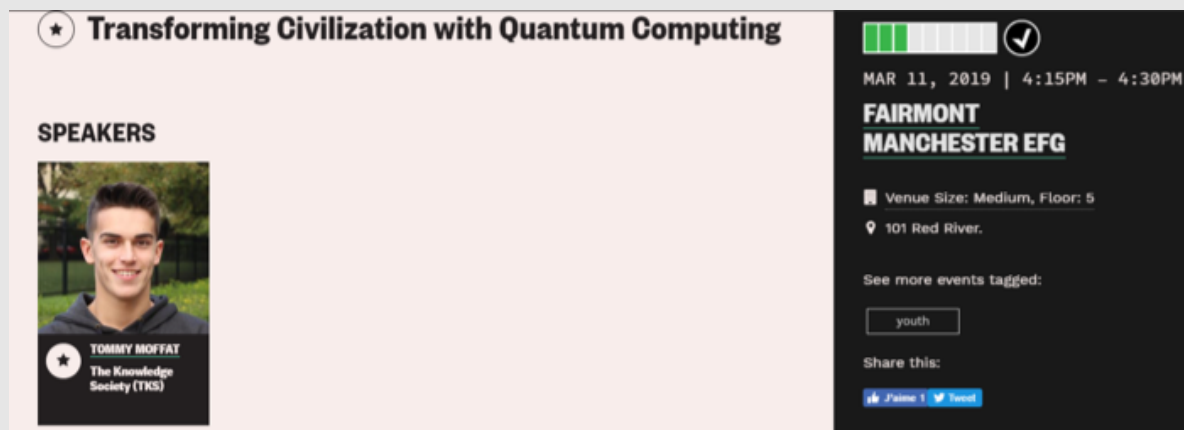 Transforming Civilization with Quantum Computing
SPEAKERS
TOMMY MOFFAT
The Knowledge
Society (TKS)
MAR 11, 2019 | 4:15PM – 4:30PM
FAIRMONT
MANCHESTER EFG
Venue Size: Medium, Floor: 5
101 Red River.
See more events tagged:
youth
Share this:
J'aime 1 Tweet